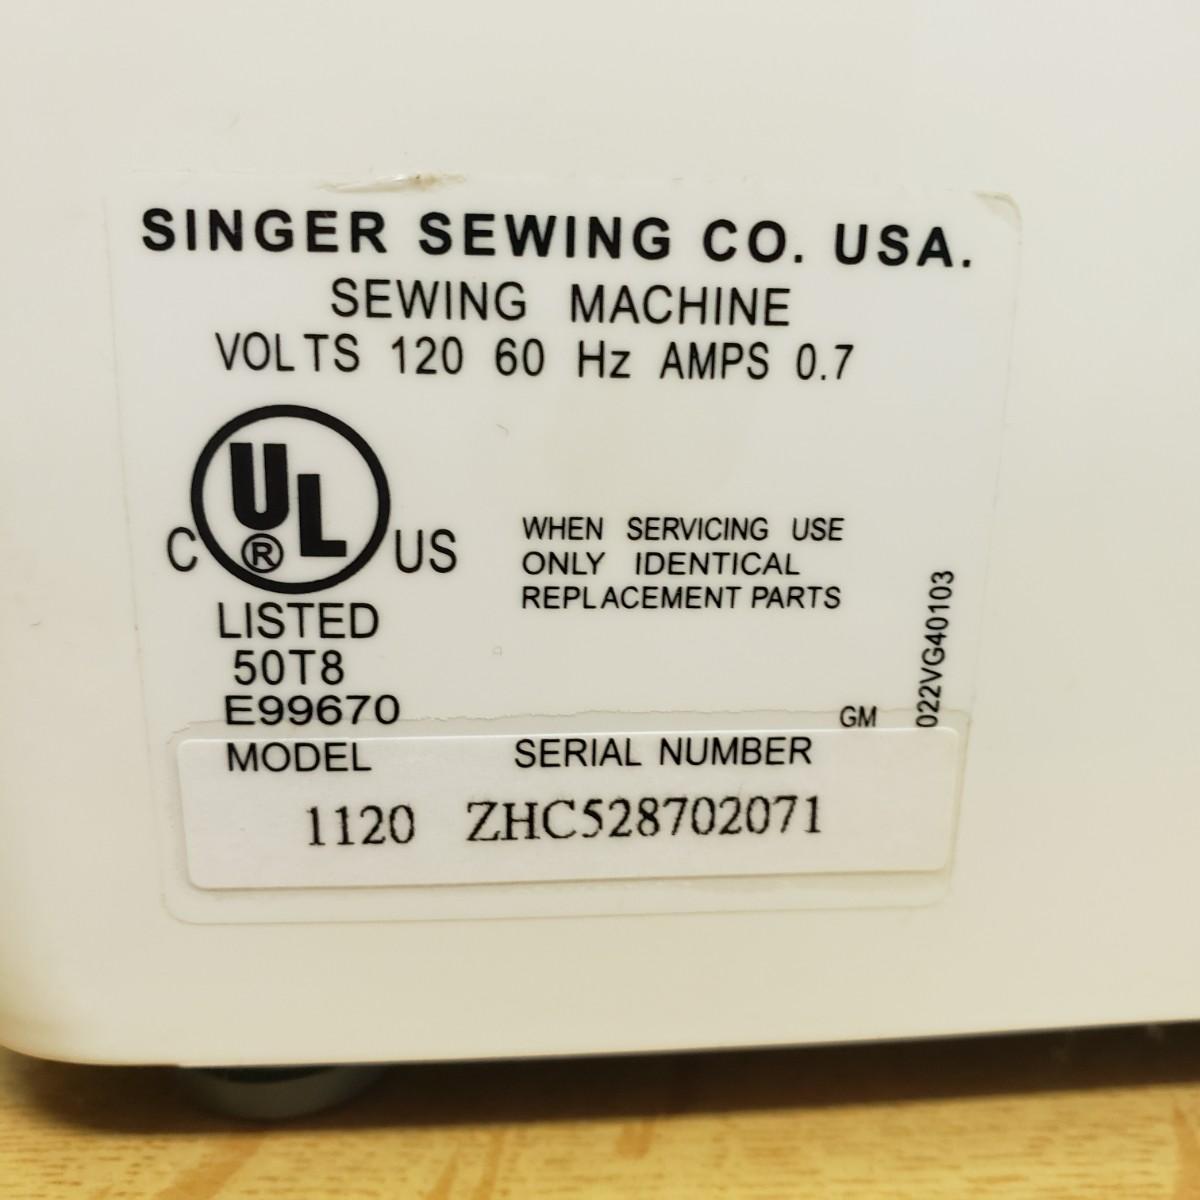 SINGER SEWING CO. USA.
SEWING MACHINE
VOLTS 120 60 Hz AMPS 0.7
C UL® US
LISTED
50T8
E99670
WHEN SERVICING USE
ONLY IDENTICAL
REPLACEMENT PARTS
GM
022VG40103
MODEL SERIAL NUMBER
1120 ZHC528702071